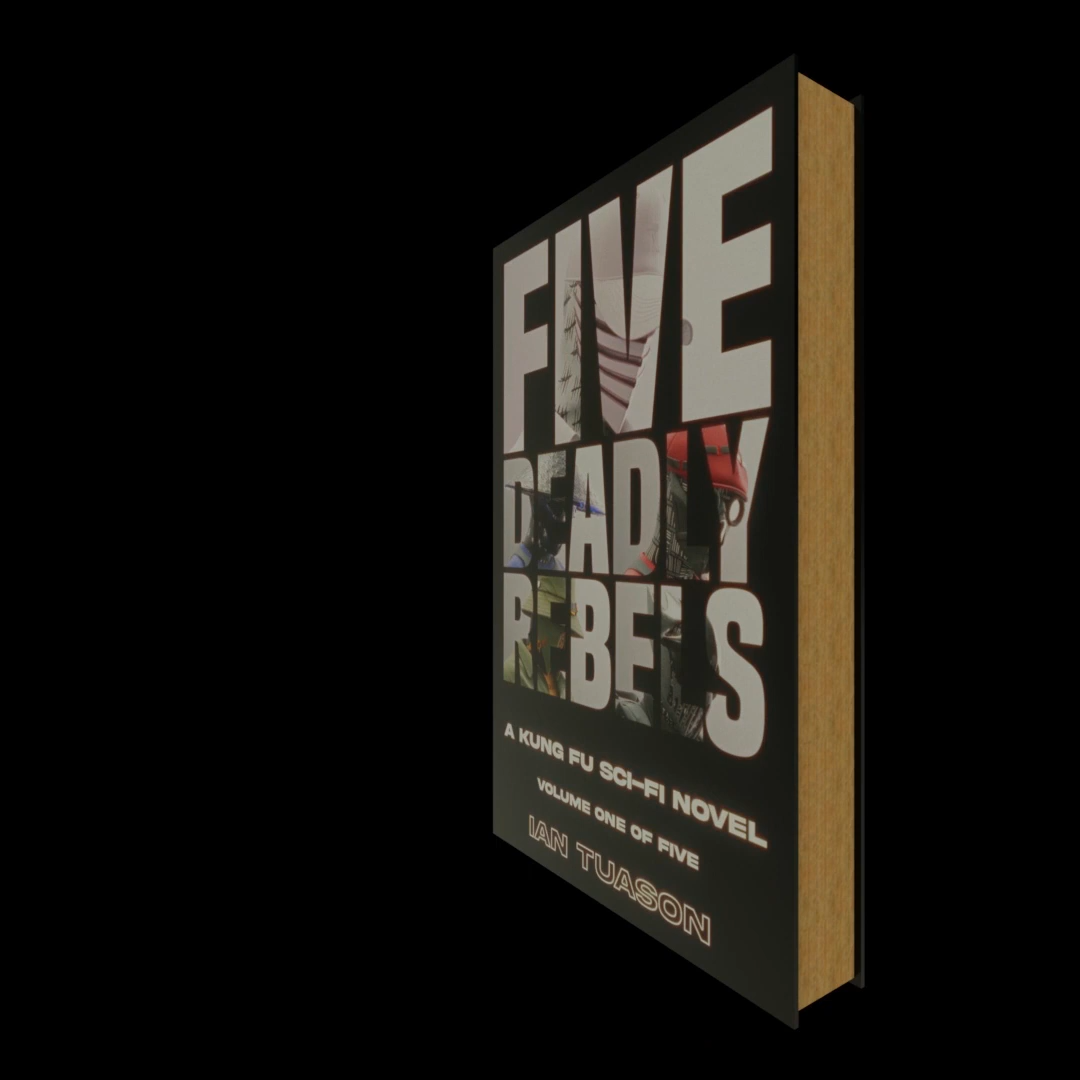 FIVE
DEADLY
REBELS
A KUNG FU SCI-FI NOVEL
VOLUME ONE OF FIVE
IAN TUASON